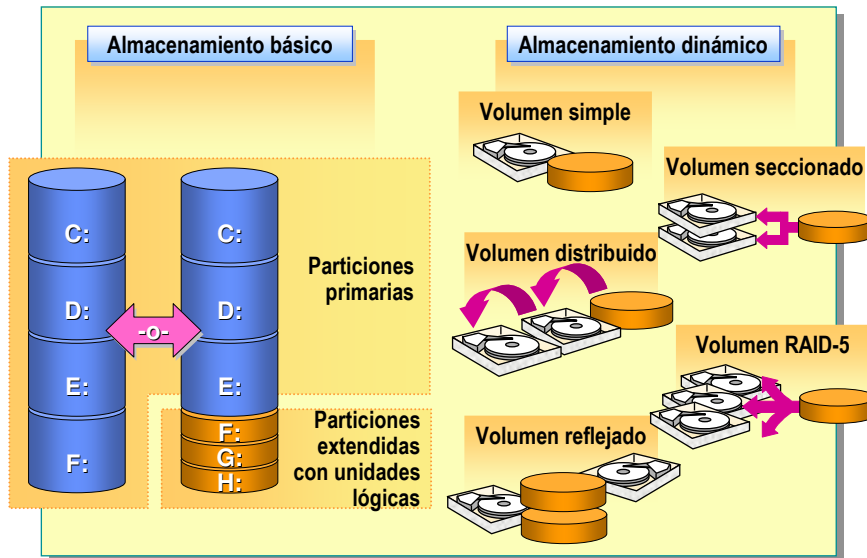 Almacenamiento básico
C:
D:
E:
F:
-o-
C:
D:
E:
F:
G:
H:
Particiones
primarias
Particiones
extendidas
con unidades
lógicas
Almacenamiento dinámico
Volumen simple
Volumen seccionado
Volumen distribuido
Volumen RAID-5
Volumen reflejado